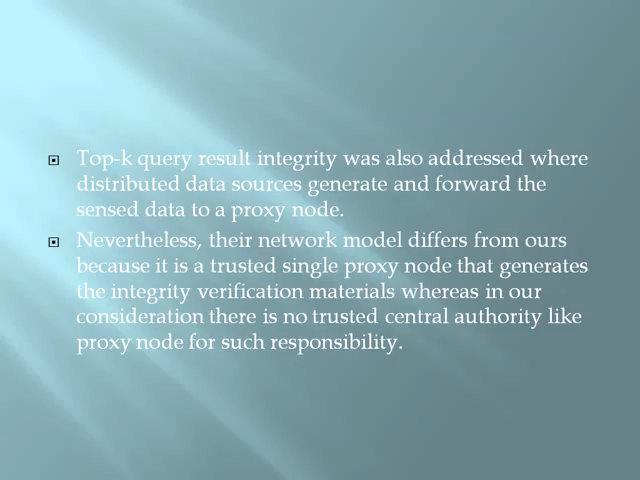 Top-k query result integrity was also addressed where
distributed data sources generate and forward the
sensed data to a proxy node.
Nevertheless, their network model differs from ours
because it is a trusted single proxy node that generates
the integrity verification materials whereas in our
consideration there is no trusted central authority like
proxy node for such responsibility.